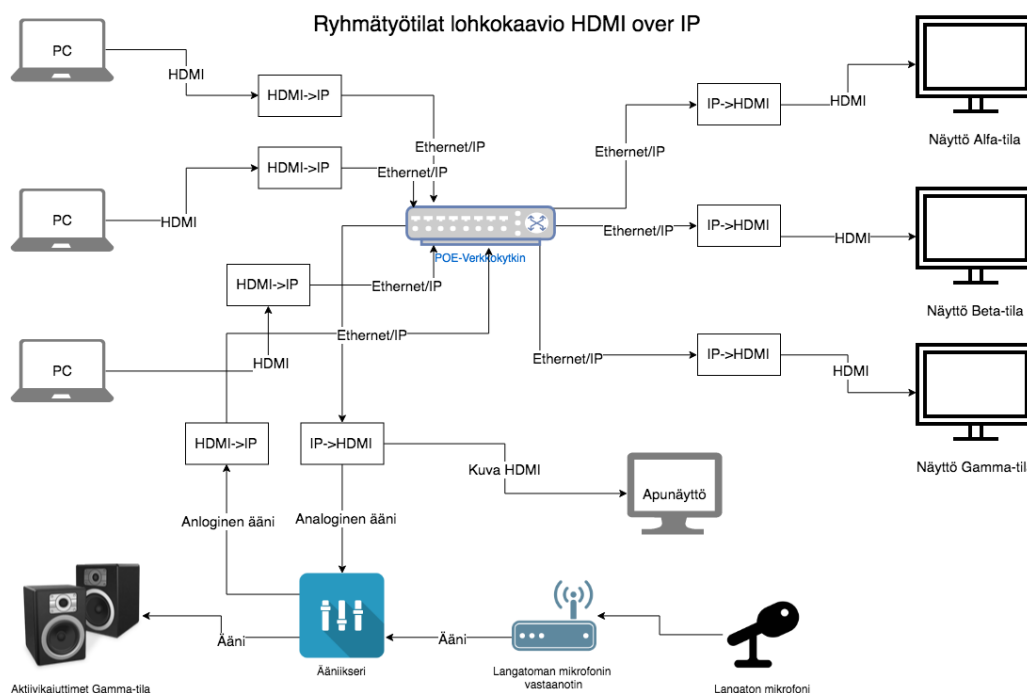 Ryhmätyötilat lohkokaavio HDMI over IP
PC
HDMI
HDMI->IP
Ethernet/IP
IP->HDMI
HDMI
Näyttö Alfa-tila
PC
HDMI
HDMI->IP
Ethernet/IP
Ethernet/IP
POE-Verkkokytkin
Ethernet/IP
IP->HDMI
HDMI
Näyttö Beta-tila
HDMI->IP
Ethernet/IP
PC
HDMI
Ethernet/IP
Ethernet/IP
IP->HDMI
HDMI
Näyttö Gamma-tila
HDMI->IP
IP->HDMI
Kuva HDMI
Apunäyttö
Anloginen ääni
Analoginen ääni
Ääni
Ääni
Aktiivikaiuttimet Gamma-tila
Ääniikseri
Langatoman mikrofonin
vastaanotin
Langaton mikrofoni